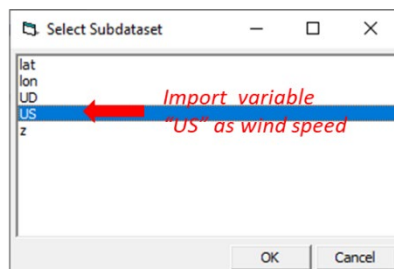 Select Subdataset
lat
lon
UD
US
z
Import variable
"US" as wind speed
OK
Cancel